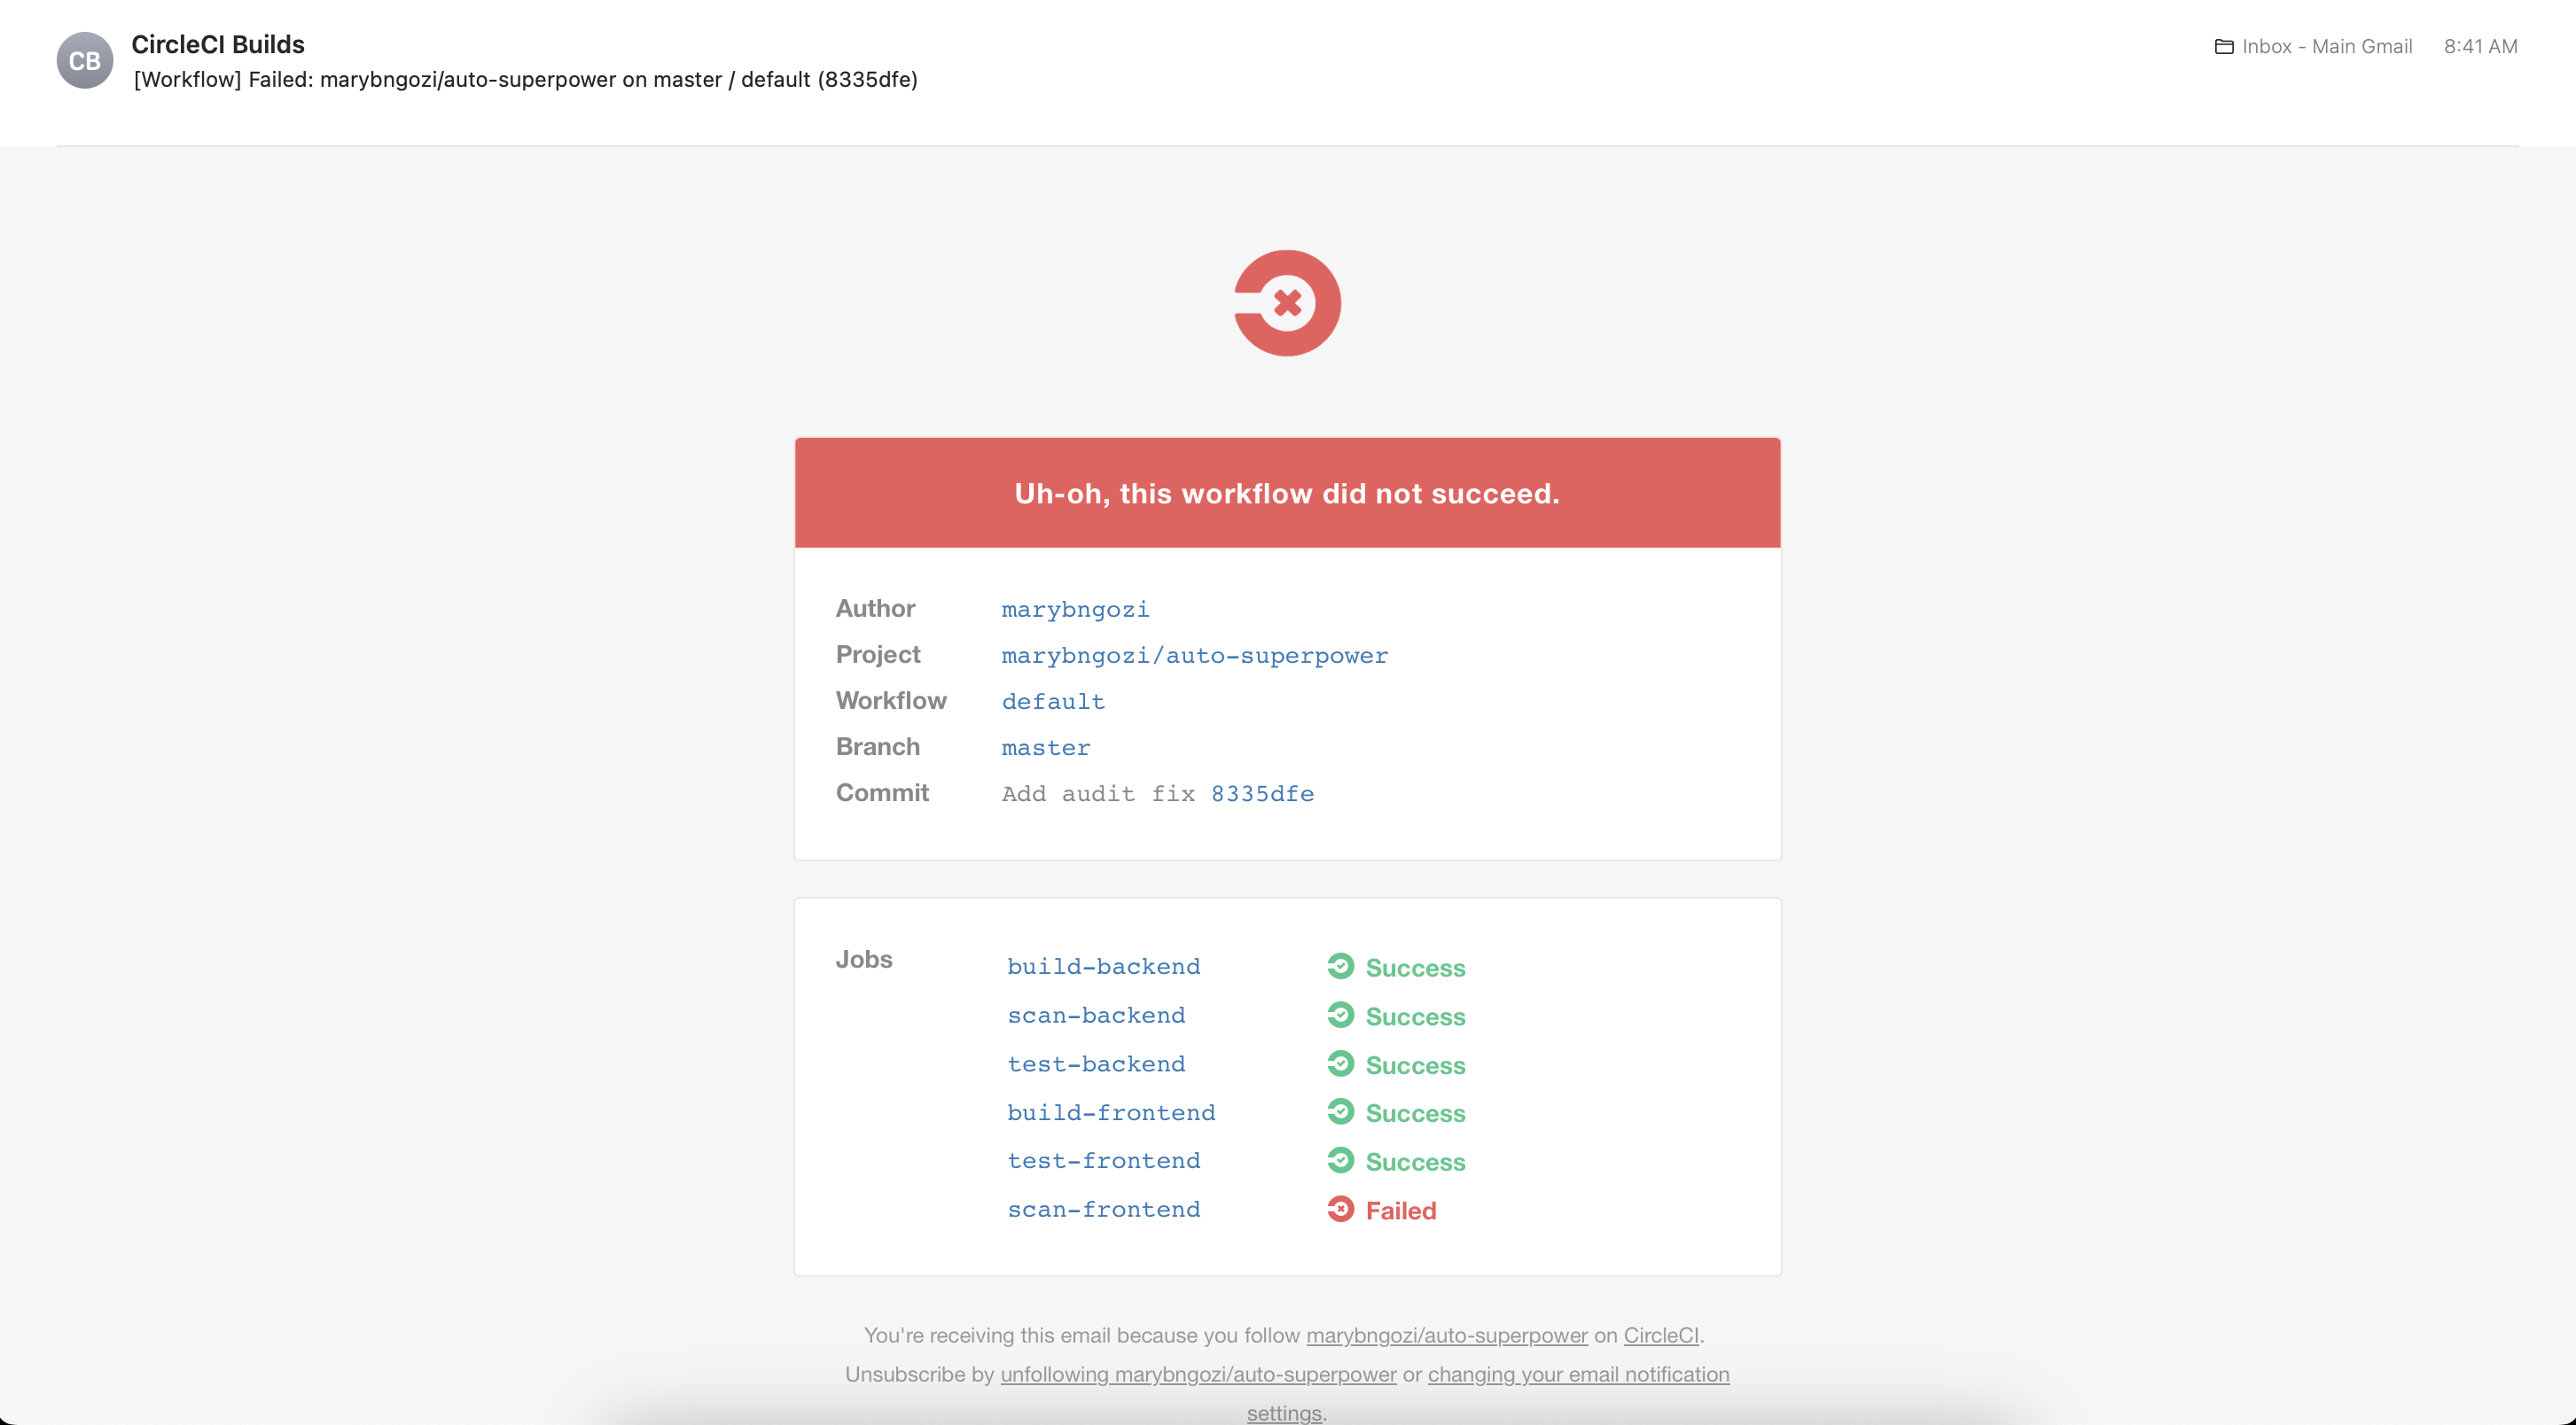 CB
CircleCI Builds
Inbox - Main Gmail 8:41 AM
[Workflow] Failed: marybngozi/auto-superpower on master / default (8335dfe)
Uh-oh, this workflow did not succeed.
Author marybngozi
Project marybngozi/auto-superpower
Workflow default
Branch master
Commit Add audit fix 8335dfe
Jobs build-backend Success
scan-backend Success
test-backend Success
build-frontend Success
test-frontend Success
scan-frontend Failed
You're receiving this email because you follow marybngozi/auto-superpower on CircleCI.
Unsubscribe by unfollowing marybngozi/auto-superpower or changing your email notification
settings.